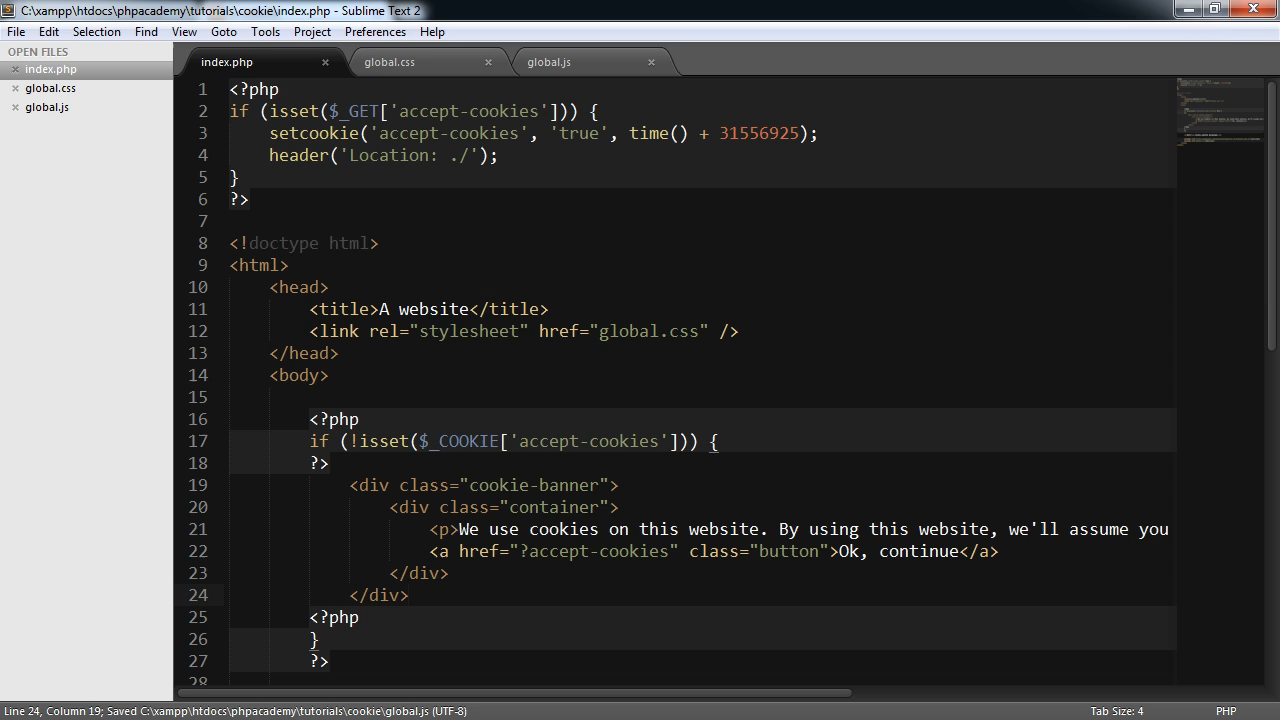 C:\xampp\htdocs\phpacademy\tutorials\cookie\index.php - Sublime Text 2
File Edit Selection Find View Goto Tools Project Preferences Help
OPEN FILES
index.php
global.css
global.js
index.php global.css global.js
1 <?php
2 if (isset($_GET['accept-cookies'])) {
3     setcookie('accept-cookies', 'true', time() + 31556925);
4     header('Location: ./');
5 }
6 ?>
7
8 <!doctype html>
9 <html>
10     <head>
11         <title>A website</title>
12         <link rel="stylesheet" href="global.css" />
13     </head>
14     <body>
15
16         <?php
17         if (!isset($_COOKIE['accept-cookies'])) {
18         ?>
19             <div class="cookie-banner">
20                 <div class="container">
21                     <p>We use cookies on this website. By using this website, we'll assume you
22                     <a href="?accept-cookies" class="button">Ok, continue</a>
23                 </div>
24             </div>
25         <?php
26         }
27         ?>
28
Line 24, Column 19; Saved C:\xampp\htdocs\phpacademy\tutorials\cookie\global.js (UTF-8) Tab Size: 4 PHP